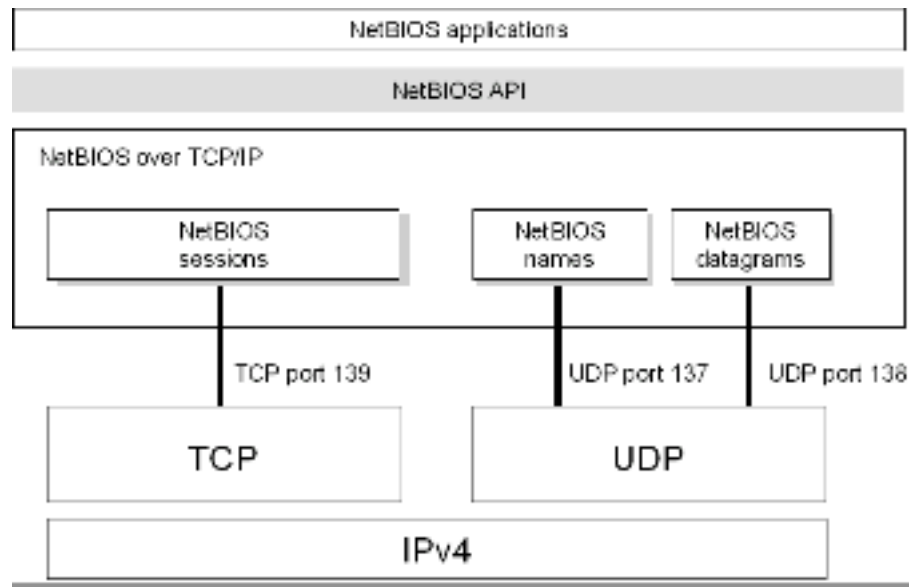 NetBIOS applications
NetBIOS API
NetBIOS over TCP/IP
NetBIOS
sessions
NetBIOS
names
NetBIOS
datagrams
TCP port 139
UDP port 137
UDP port 138
TCP
UDP
IPv4